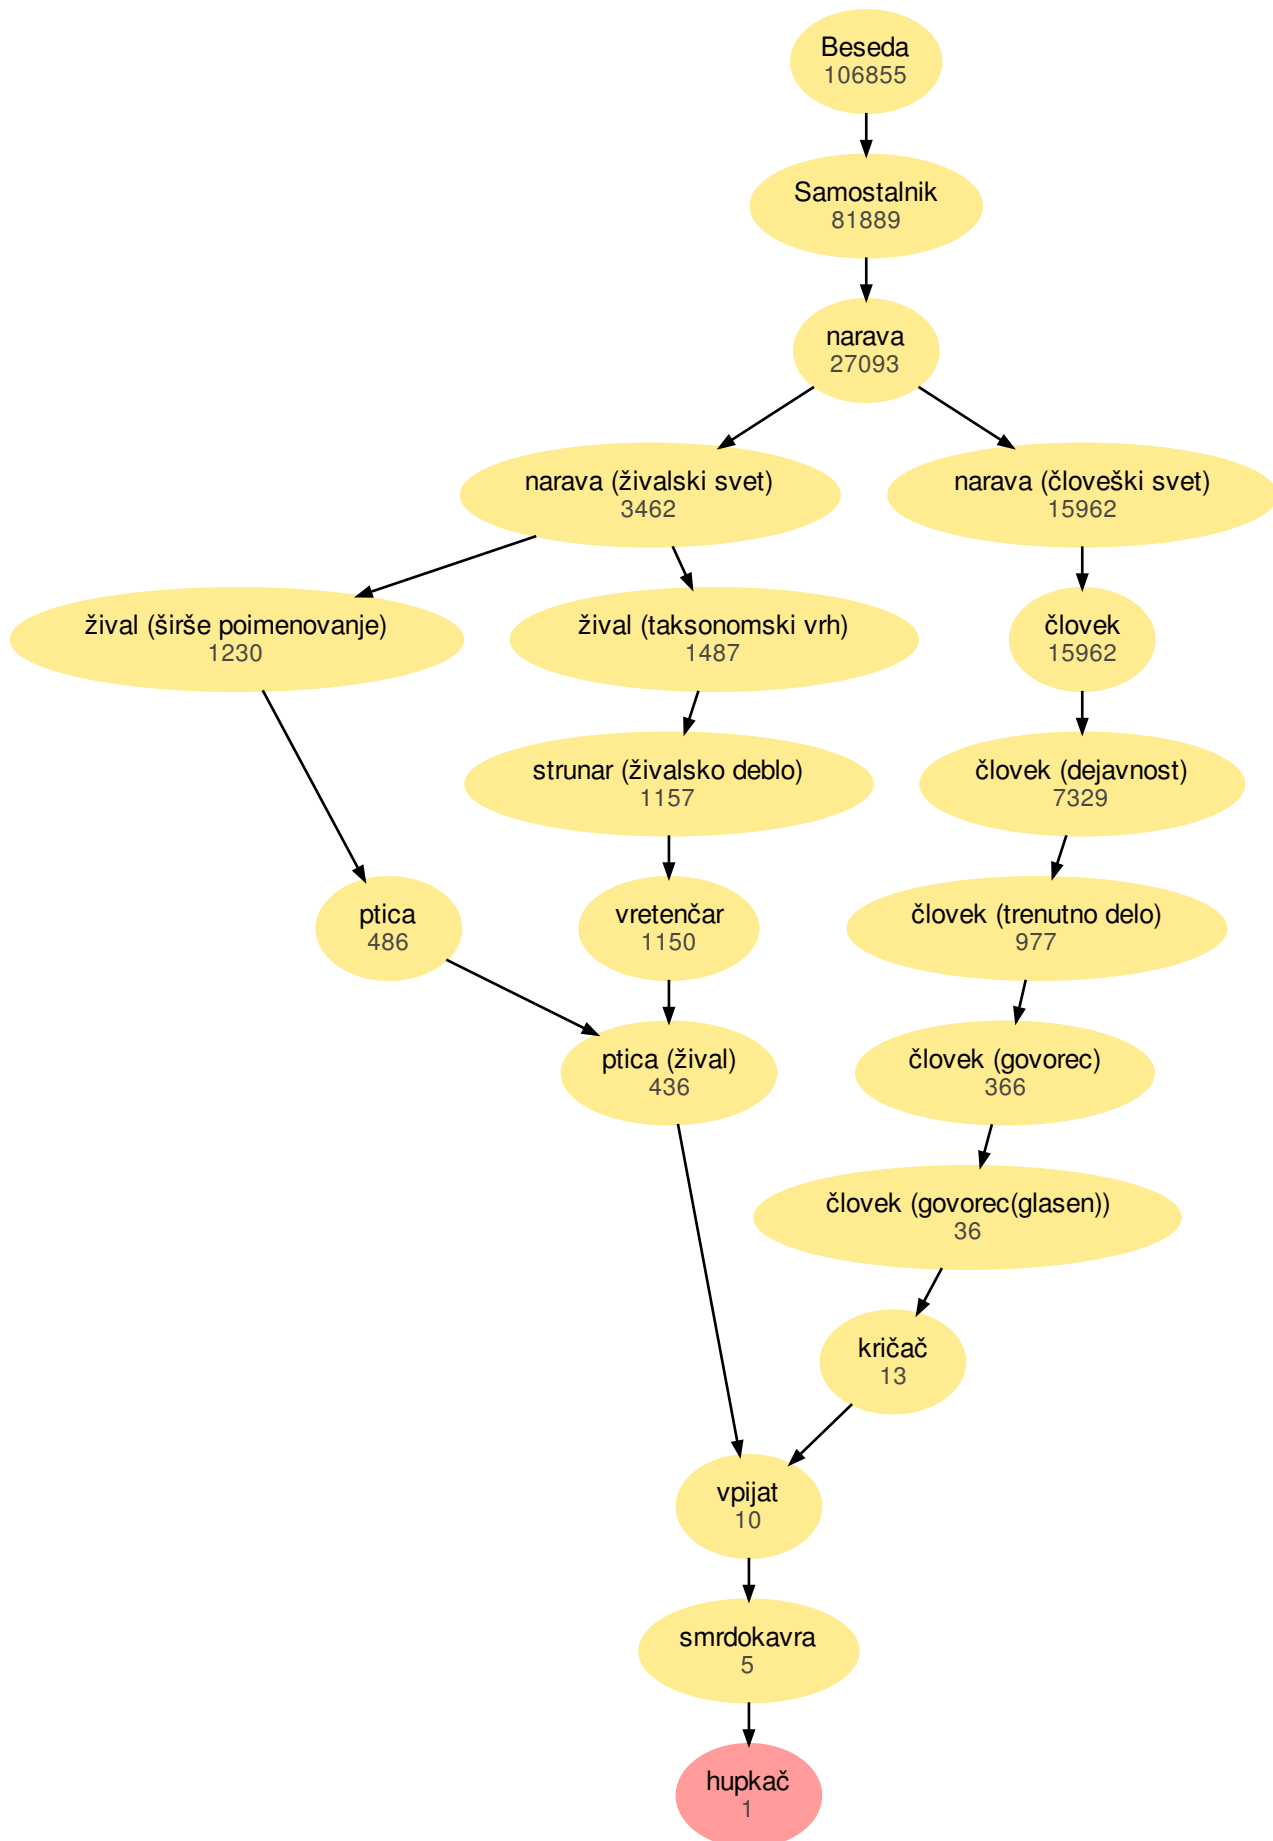 Beseda
106855
Samostalnik
81889
narava
27093
narava (živalski svet)
3462
narava (človeški svet)
15962
žival (širše poimenovanje)
1230
žival (taksonomski vrh)
1487
človek
15962
strunar (živalsko deblo)
1157
človek (dejavnost)
7329
ptica
486
vretenčar
1150
človek (trenutno delo)
977
ptica (žival)
436
človek (govorec)
366
človek (govorec(glasen))
36
kričač
13
vpijat
10
smrdokavra
5
hupkač
1